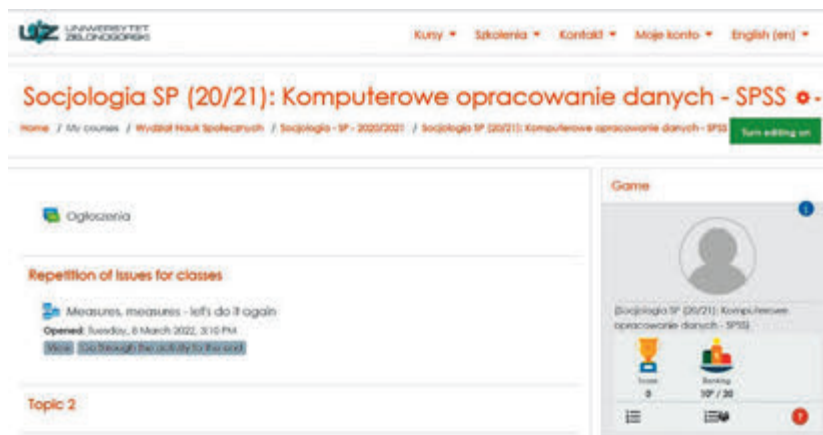 UNIWERSYTET
ZIELONOGÓRSKI
Kursy Szkolenia Kontakt Moje konto English (en)
Socjologia SP (20/21): Komputerowe opracowanie danych - SPSS
Home / My courses / Wydział Nauk Społecznych / Socjologia - SP - 2020/2021 / Socjologia SP (20/21): Komputerowe opracowanie danych - SPSS
Turn editing on
Ogłoszenia
Repetition of issues for classes
Measures, measures - let's do it again
Opened: Tuesday, 8 March 2022, 3:10 PM
View Go through the activity to the end
Topic 2
Game
(Socjologia SP (20/21): Komputerowe
opracowanie danych - SPSS)
Score Ranking
0 10º / 20